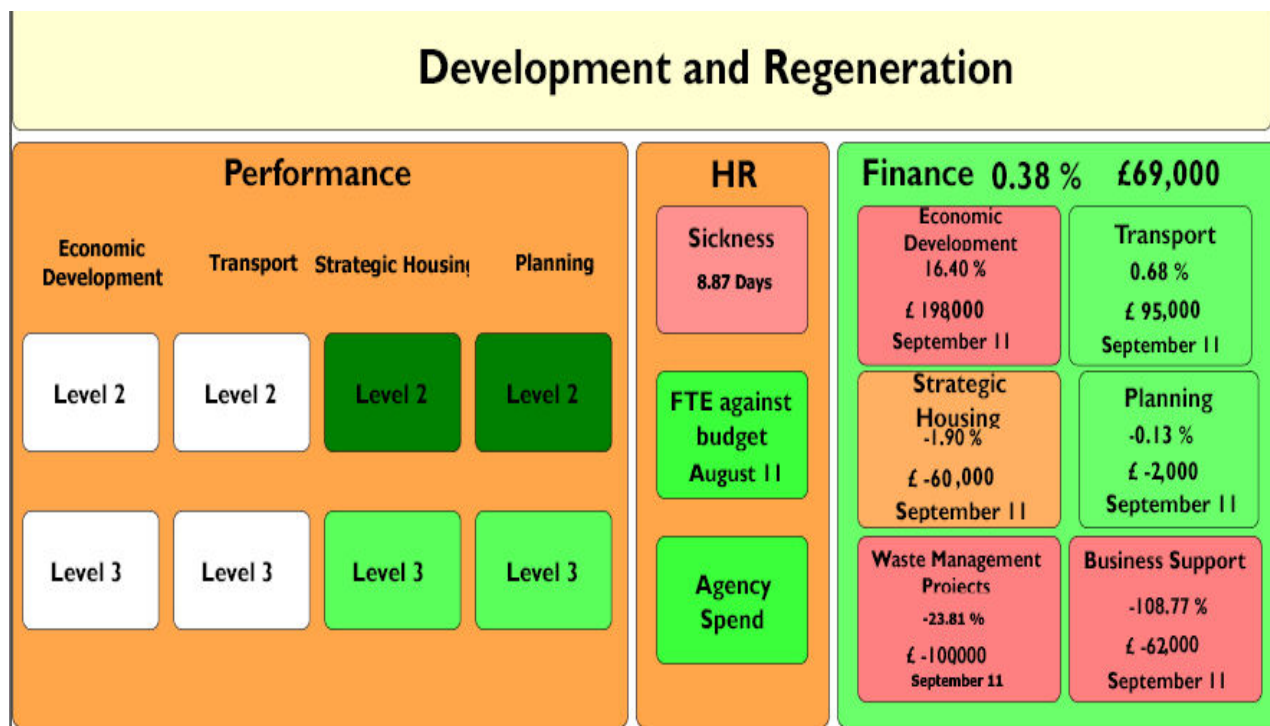 Development and Regeneration
Performance
Economic
Development
Transport
Strategic Housing
Planning
Level 2
Level 2
Level 2
Level 2
Level 3
Level 3
Level 3
Level 3
HR
Sickness
8.87 Days
FTE against
budget
August 11
Agency
Spend
Finance 0.38 % £69,000
Economic
Development
16.40 %
£ 198,000
September 11
Transport
0.68 %
£ 95,000
September 11
Strategic
Housing
-1.90 %
£ -60,000
September 11
Planning
-0.13 %
£ -2,000
September 11
Waste Management
Projects
-23.81 %
£ -100,000
September 11
Business Support
-108.77 %
£ -62,000
September 11